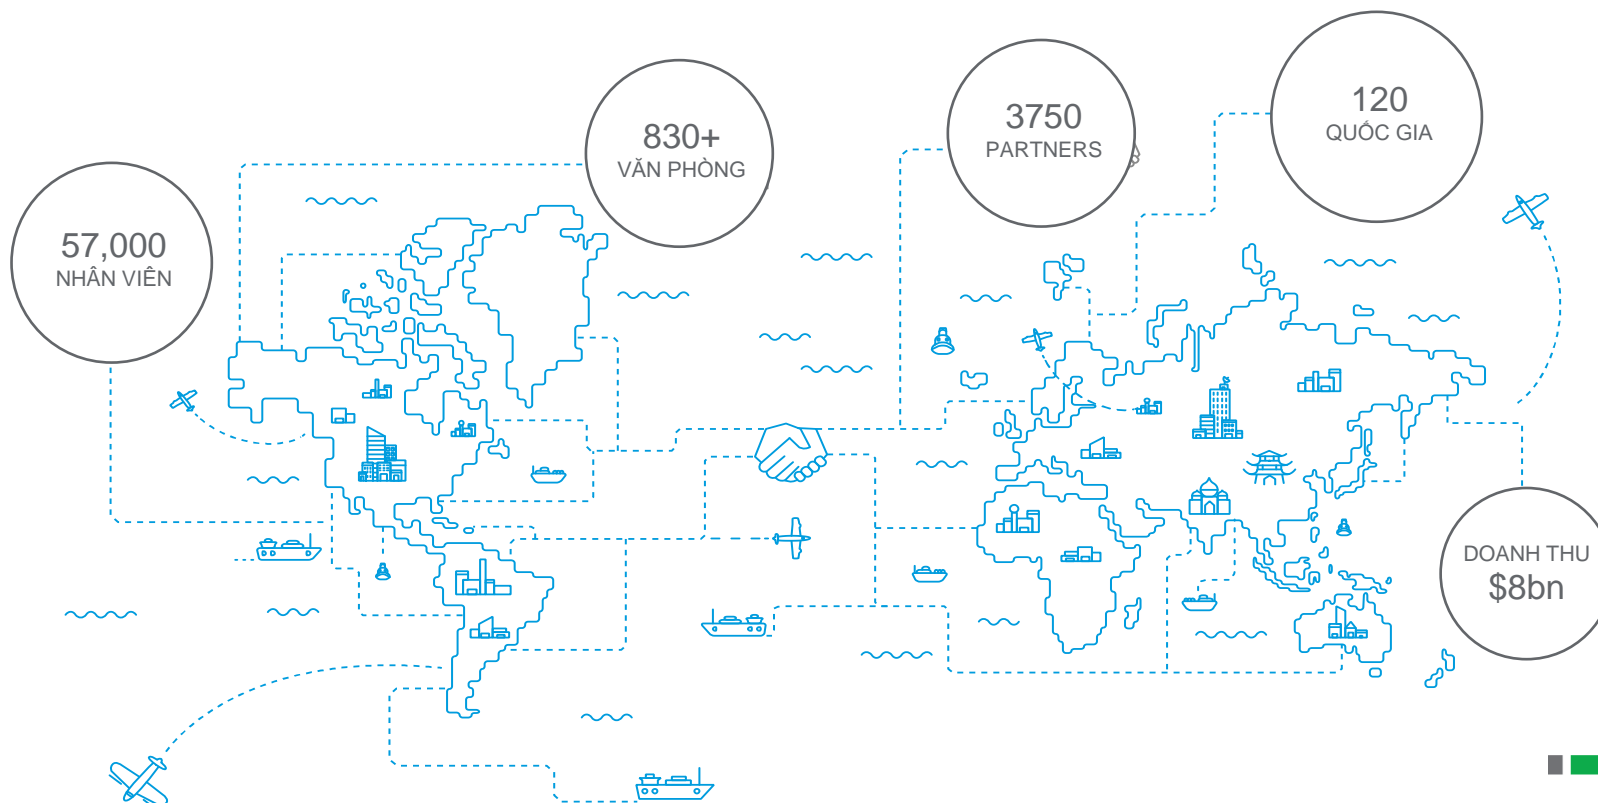 57,000
NHÂN VIÊN
830+
VĂN PHÒNG
3750
PARTNERS
120
QUỐC GIA
DOANH THU
$8bn